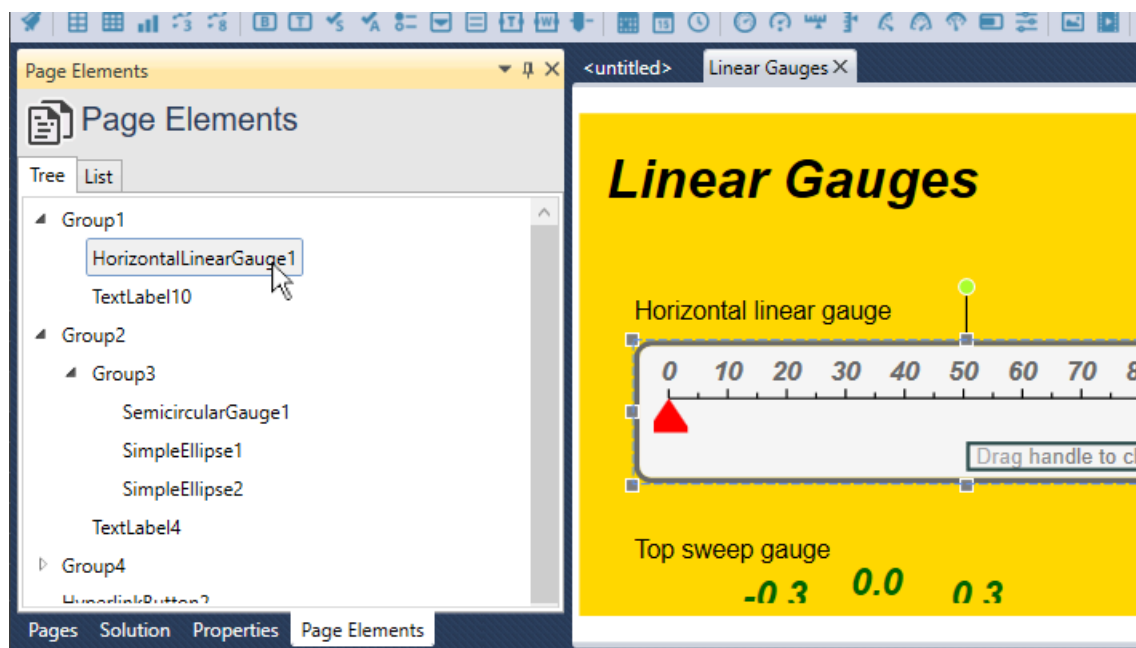 Page Elements
<untitled> Linear Gauges
Page Elements
Tree List
Group1
HorizontalLinearGauge1
TextLabel10
Group2
Group3
SemicircularGauge1
SimpleEllipse1
SimpleEllipse2
TextLabel4
Group4
HyperlinkButton2
Pages Solution Properties Page Elements
Linear Gauges
Horizontal linear gauge
0 10 20 30 40 50 60 70 8
Drag handle to c
Top sweep gauge
-0.3 0.0 0.3